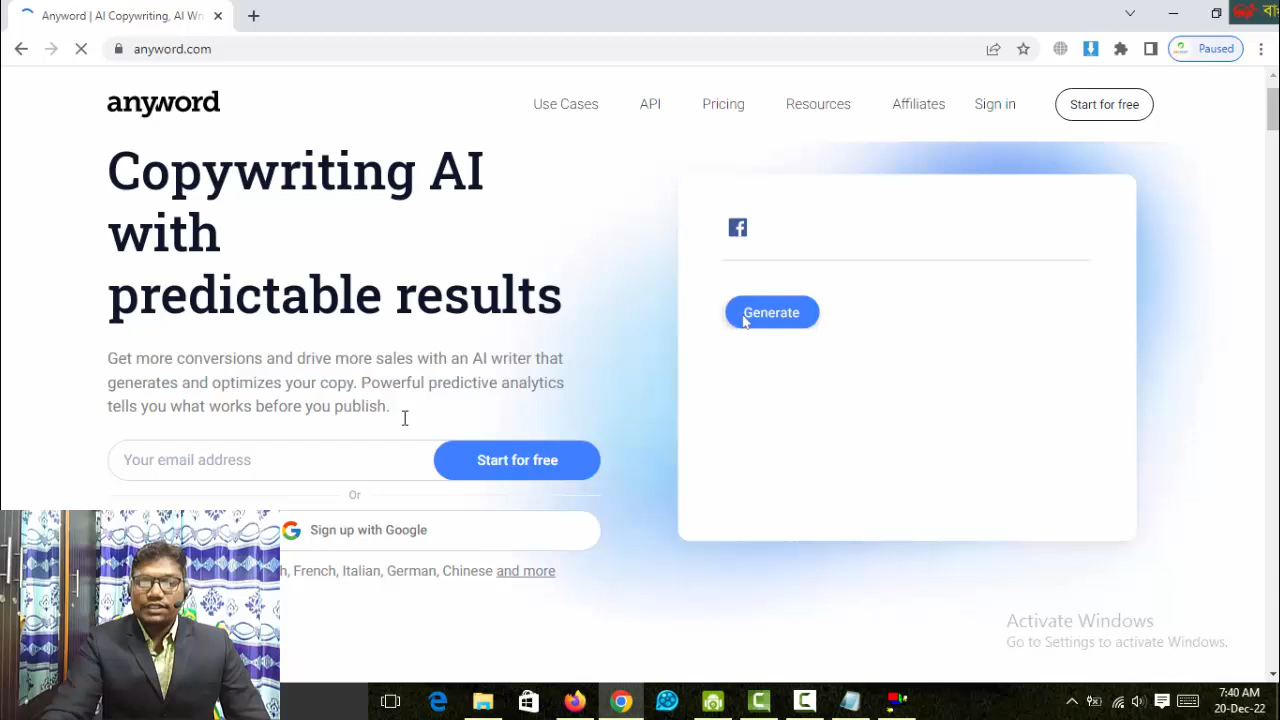 Anyword | AI Copywriting, AI Wri
বাং
anyword.com
Paused
anyword
Use Cases
API
Pricing
Resources
Affiliates
Sign in
Start for free
Copywriting AI
with
predictable results
Get more conversions and drive more sales with an AI writer that
generates and optimizes your copy. Powerful predictive analytics
tells you what works before you publish.
Your email address
Start for free
Or
Sign up with Google
h, French, Italian, German, Chinese and more
Generate
Activate Windows
Go to Settings to activate Windows.
7:40 AM
20-Dec-22